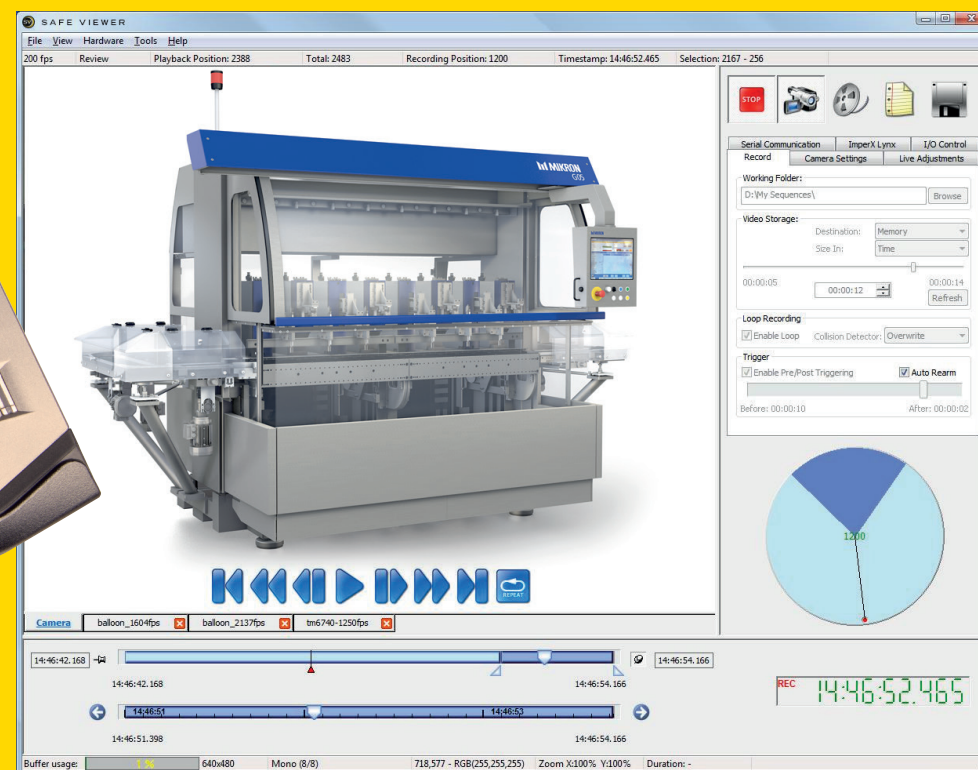 SAFE VIEWER
File View Hardware Tools Help
200 fps Review Playback Position: 2388 Total: 2483 Recording Position: 1200 Timestamp: 14:46:52.465 Selection: 2167 - 256
MIKRON
G05
STOP
Serial Communication ImperX Lynx I/O Control
Record Camera Settings Live Adjustments
Working Folder:
D:\My Sequences\ Browse
Video Storage:
Destination: Memory
Size In: Time
00:00:05 00:00:12 00:00:14
Refresh
Loop Recording
Enable Loop Collision Detector: Overwrite
Trigger
Enable Pre/Post Triggering Auto Rearm
Before: 00:00:10 After: 00:00:02
1200
REPEAT
Camera balloon_1604fps balloon_2137fps tm6740-1250fps
14:46:42.168 14:46:54.166
14:46:42.168 14:46:54.166
REC 14:46:52.465
14:46:51 14:46:53
14:46:51.398 14:46:54.166
Buffer usage: 1 % 640x480 Mono (8/8) 718,577 - RGB(255,255,255) Zoom X:100% Y:100% Duration: -